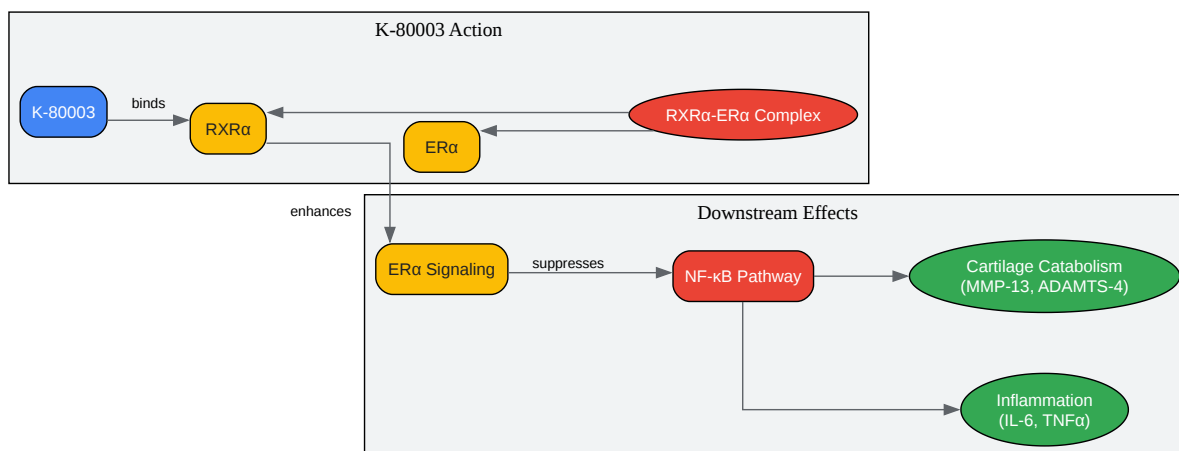 K-80003 Action
K-80003
binds
RXRα
ERα
RXRα-ERα Complex
enhances
Downstream Effects
ERα Signaling
suppresses
NF-κB Pathway
Cartilage Catabolism
(MMP-13, ADAMTS-4)
Inflammation
(IL-6, TNFα)